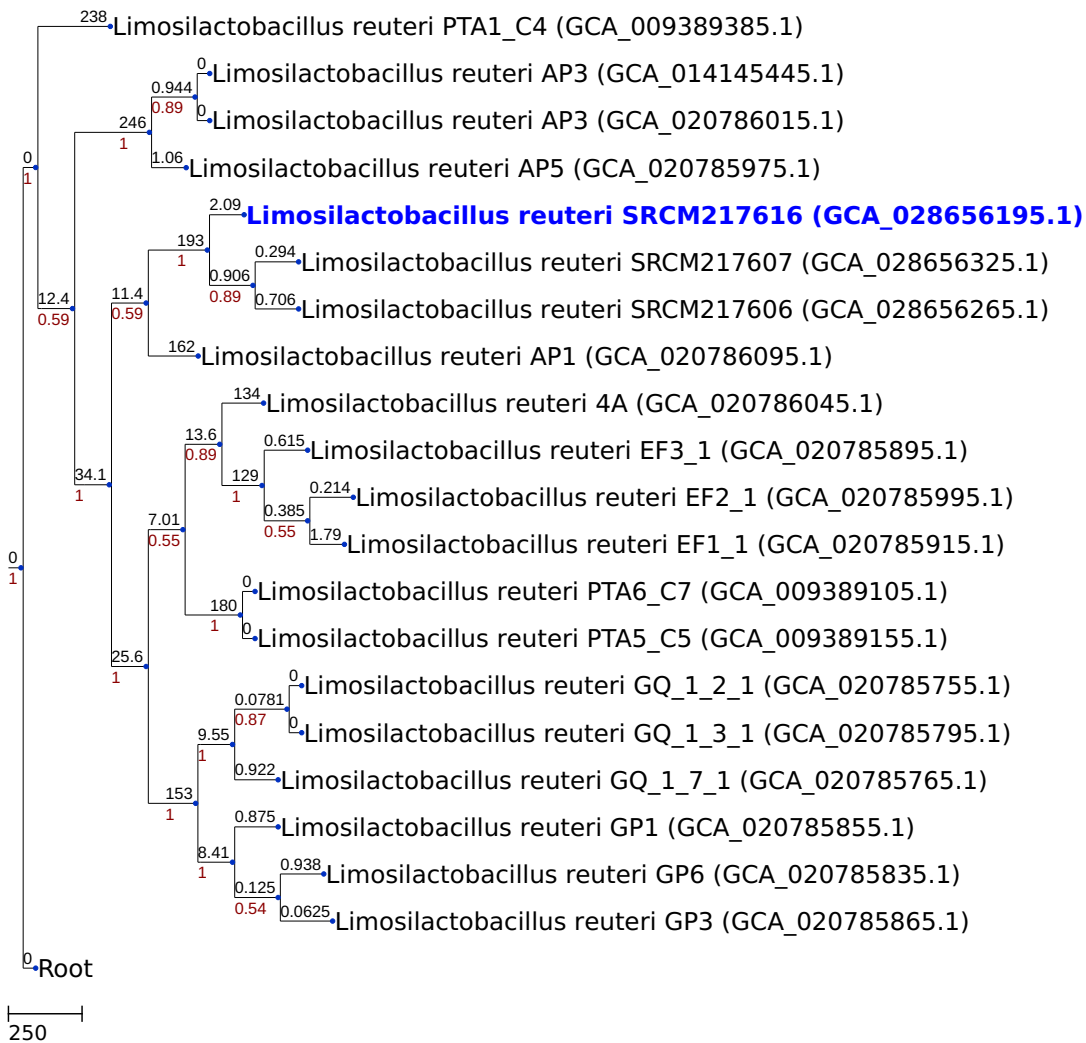 238 Limosilactobacillus reuteri PTA1_C4 (GCA_009389385.1)
0 Limosilactobacillus reuteri AP3 (GCA_014145445.1)
0.944
0.89
0 Limosilactobacillus reuteri AP3 (GCA_020786015.1)
246
1
1.06 Limosilactobacillus reuteri AP5 (GCA_020785975.1)
0
1
2.09 Limosilactobacillus reuteri SRCM217616 (GCA_028656195.1)
193
1
0.294 Limosilactobacillus reuteri SRCM217607 (GCA_028656325.1)
0.906
0.89
0.706 Limosilactobacillus reuteri SRCM217606 (GCA_028656265.1)
12.4
0.59
11.4
0.59
162 Limosilactobacillus reuteri AP1 (GCA_020786095.1)
134 Limosilactobacillus reuteri 4A (GCA_020786045.1)
13.6
0.89
0.615 Limosilactobacillus reuteri EF3_1 (GCA_020785895.1)
129
1
34.1
1
0.214 Limosilactobacillus reuteri EF2_1 (GCA_020785995.1)
0.385
0.55
7.01
0.55
1.79 Limosilactobacillus reuteri EF1_1 (GCA_020785915.1)
0
1
0 Limosilactobacillus reuteri PTA6_C7 (GCA_009389105.1)
180
1
0 Limosilactobacillus reuteri PTA5_C5 (GCA_009389155.1)
25.6
1
0 Limosilactobacillus reuteri GQ_1_2_1 (GCA_020785755.1)
0.0781
0.87
0 Limosilactobacillus reuteri GQ_1_3_1 (GCA_020785795.1)
9.55
1
0.922 Limosilactobacillus reuteri GQ_1_7_1 (GCA_020785765.1)
153
1
0.875 Limosilactobacillus reuteri GP1 (GCA_020785855.1)
8.41
1
0.938 Limosilactobacillus reuteri GP6 (GCA_020785835.1)
0.125
0.54
0.0625 Limosilactobacillus reuteri GP3 (GCA_020785865.1)
0 Root
250